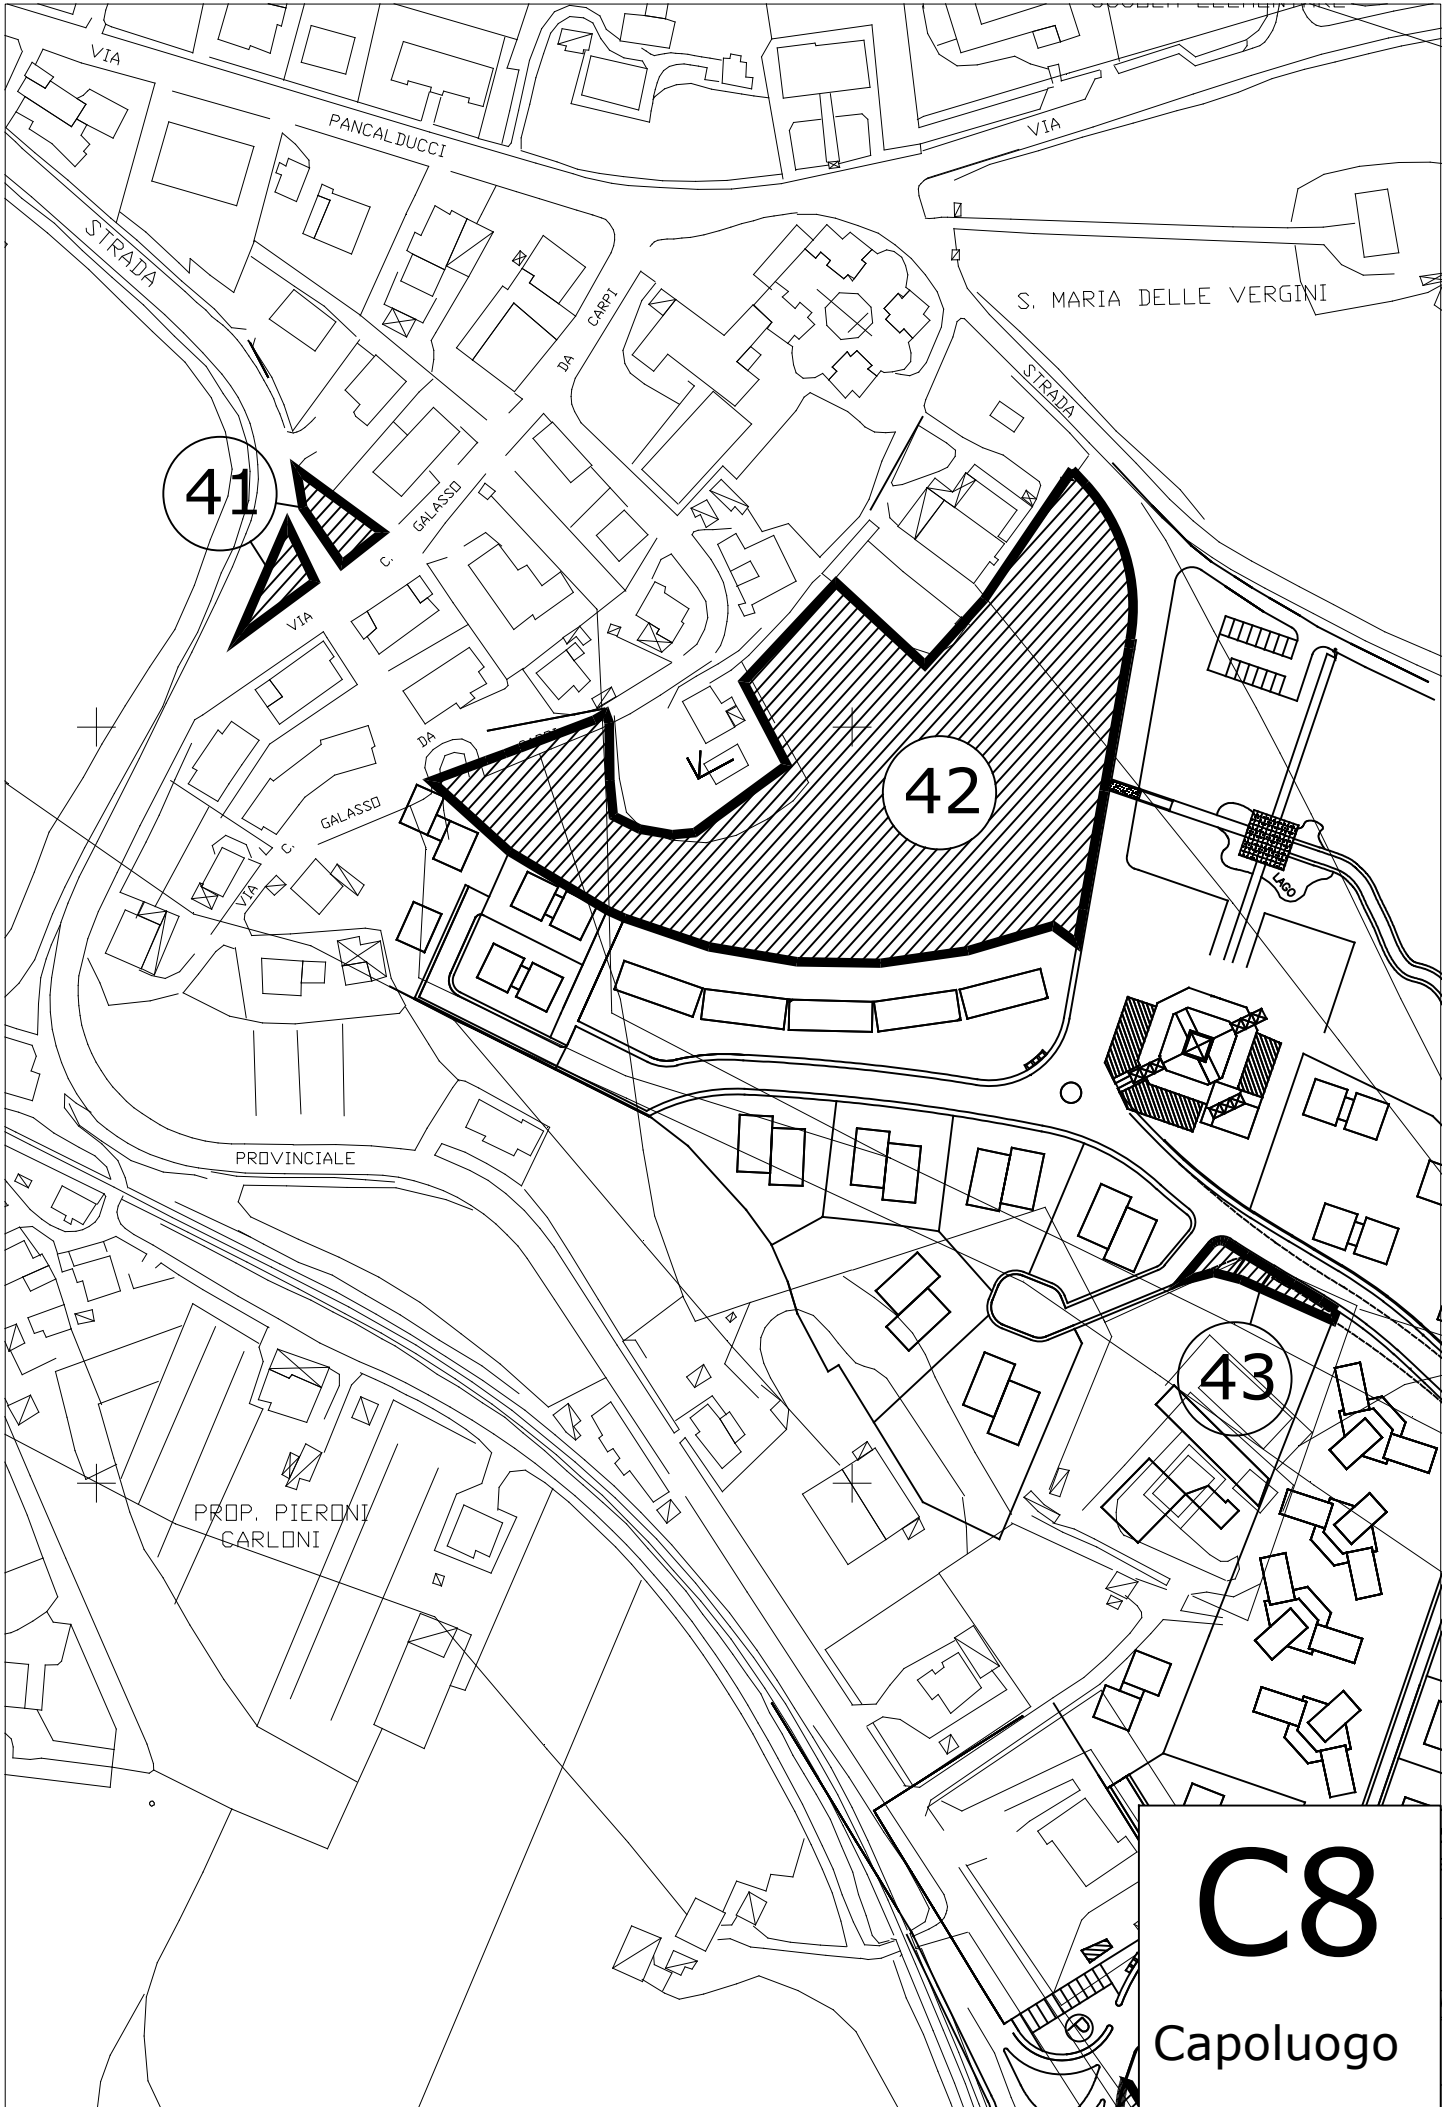 VIA
PANCALDUCCI
VIA
STRADA
S. MARIA DELLE VERGINI
DA CARPI
STRADA
41
C. GALASSO
VIA
DA
42
GALASSO
C.
VIA
LAGO
PROVINCIALE
43
PROP. PIERONI
CARLONI
C8
P
Capoluogo